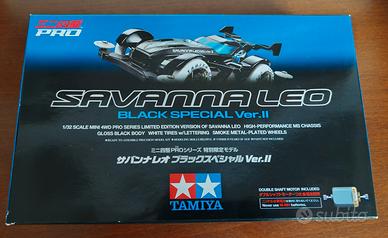 ミニ四駆
PRO
SAVANNA LEO
BLACK SPECIAL Ver.II
1/32 SCALE MINI 4WD PRO SERIES LIMITED EDITION VERSION OF SAVANNA LEO HIGH-PERFORMANCE MS CHASSIS
GLOSS BLACK BODY WHITE TIRES w/LETTERING SMOKE METAL-PLATED WHEELS
ミニ四駆PROシリーズ 特別限定モデル
サバンナレオ ブラックスペシャル Ver.II
TAMIYA
DOUBLE SHAFT MOTOR INCLUDED
subito